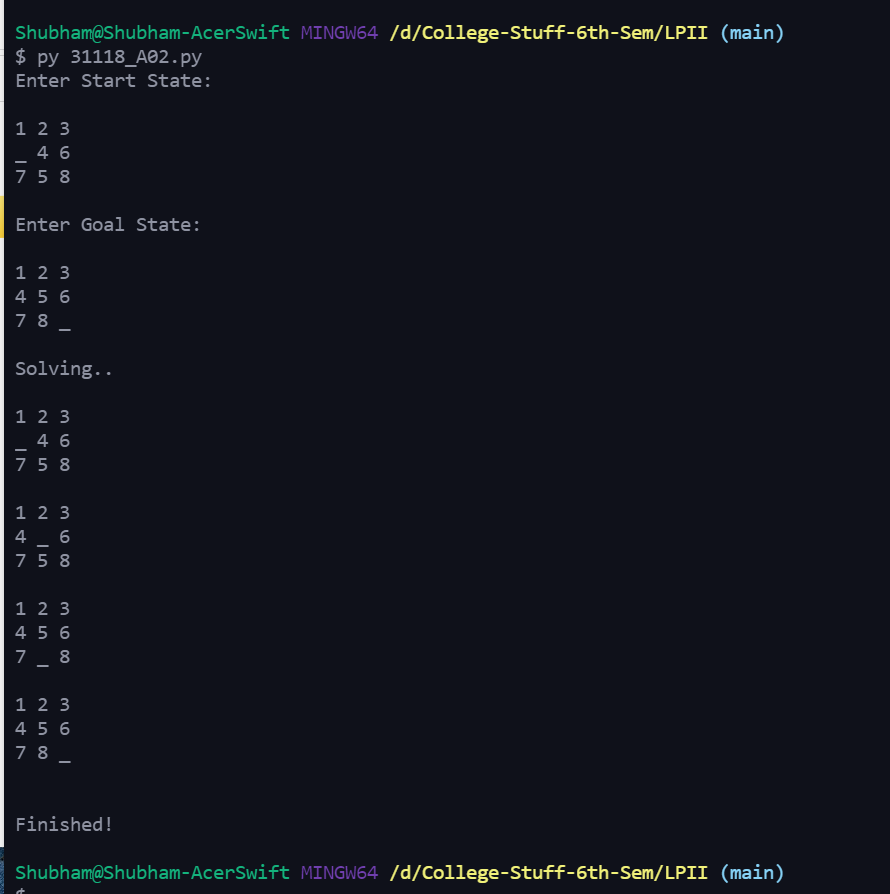 Shubham@Shubham-AcerSwift MINGW64 /d/College-Stuff-6th-Sem/LPII (main)
$ py 31118_A02.py
Enter Start State:
1 2 3
_ 4 6
7 5 8
Enter Goal State:
1 2 3
4 5 6
7 8 _
Solving..
1 2 3
_ 4 6
7 5 8
1 2 3
4 _ 6
7 5 8
1 2 3
4 5 6
7 _ 8
1 2 3
4 5 6
7 8 _
Finished!
Shubham@Shubham-AcerSwift MINGW64 /d/College-Stuff-6th-Sem/LPII (main)
$